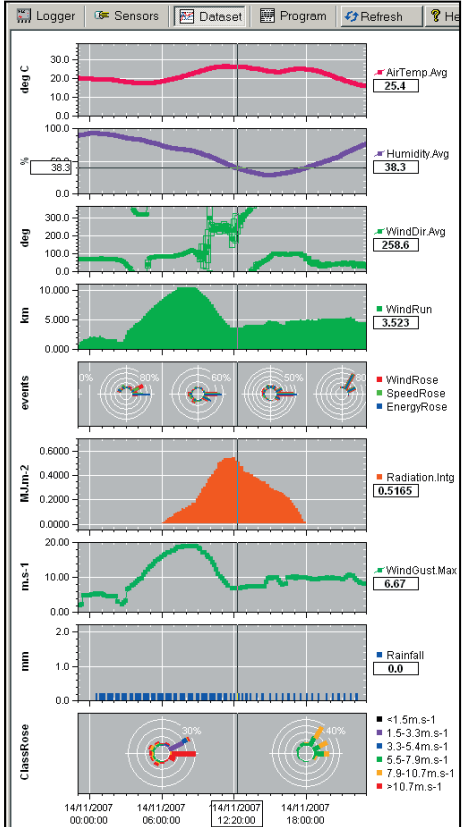 Logger Sensors Dataset Program Refresh ? He
deg C
30.0
20.0
10.0
0.0
AirTemp.Avg
25.4
%
100.0
38.3
0.0
Humidity.Avg
38.3
deg
300.0
200.0
100.0
0.0
WindDir.Avg
258.6
km
10.000
5.000
0.000
WindRun
3.523
events
0%
80%
60%
50%
WindRose
SpeedRose
EnergyRose
MJ.m-2
0.6000
0.4000
0.2000
0.0000
Radiation.Intg
0.5165
m.s-1
20.00
10.00
0.00
WindGust.Max
6.67
mm
2.0
1.0
0.0
Rainfall
0.0
ClassRose
30%
40%
<1.5m.s-1
1.5-3.3m.s-1
3.3-5.4m.s-1
5.5-7.9m.s-1
7.9-10.7m.s-1
>10.7m.s-1
14/11/2007 14/11/2007 14/11/2007 14/11/2007
00:00:00 06:00:00 12:20:00 18:00:00